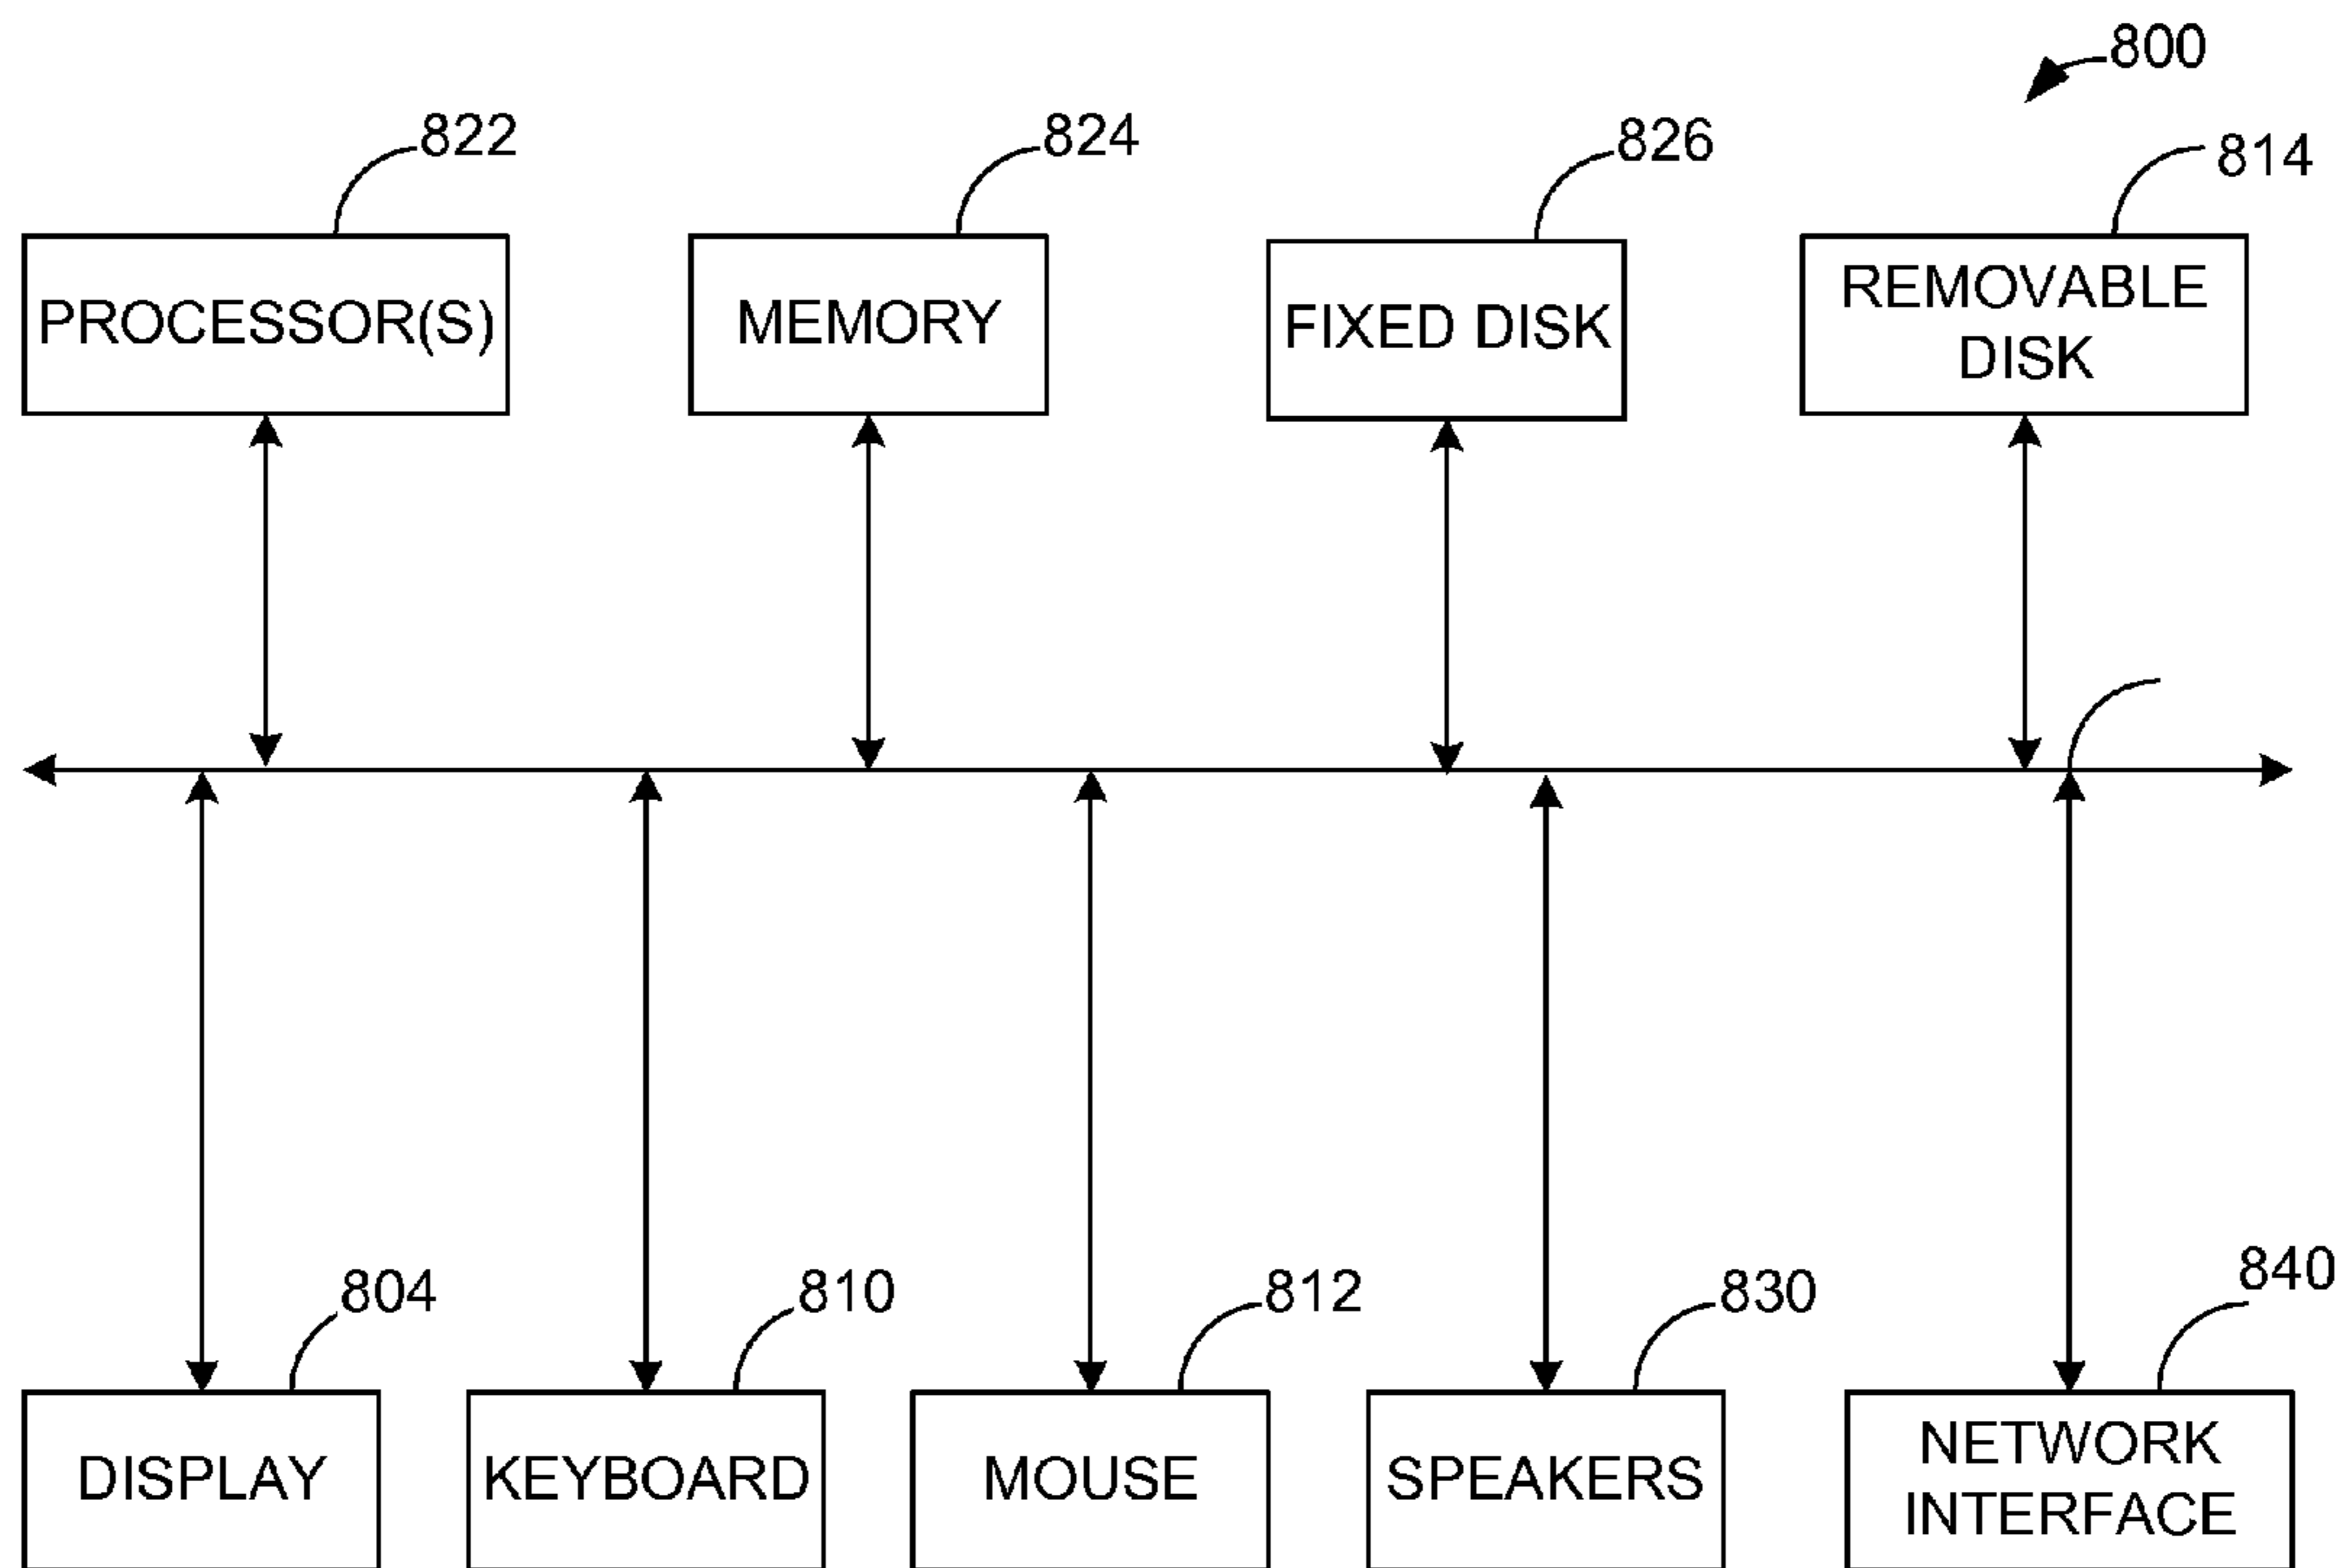 800
822
824
826
814
PROCESSOR(S)
MEMORY
FIXED DISK
REMOVABLE
DISK
804
810
812
830
840
DISPLAY
KEYBOARD
MOUSE
SPEAKERS
NETWORK
INTERFACE